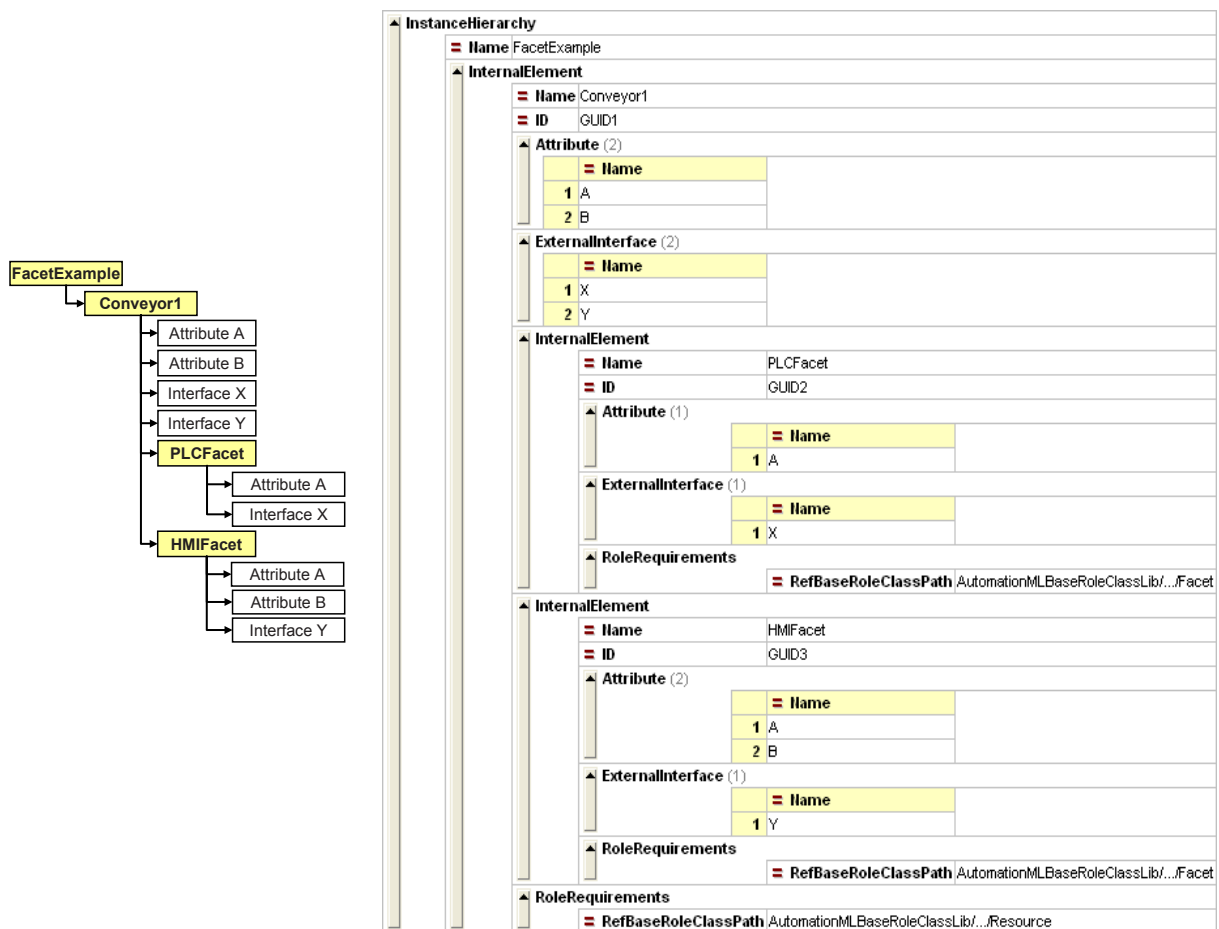 FacetExample
Conveyor1
Attribute A
Attribute B
Interface X
Interface Y
PLCFacet
Attribute A
Interface X
HMIFacet
Attribute A
Attribute B
Interface Y
InstanceHierarchy
= Name FacetExample
InternalElement
= Name Conveyor1
= ID GUID1
Attribute (2)
= Name
1 A
2 B
ExternalInterface (2)
= Name
1 X
2 Y
InternalElement
= Name PLCFacet
= ID GUID2
Attribute (1)
= Name
1 A
ExternalInterface (1)
= Name
1 X
RoleRequirements
= RefBaseRoleClassPath AutomationMLBaseRoleClassLib/.../Facet
InternalElement
= Name HMIFacet
= ID GUID3
Attribute (2)
= Name
1 A
2 B
ExternalInterface (1)
= Name
1 Y
RoleRequirements
= RefBaseRoleClassPath AutomationMLBaseRoleClassLib/.../Facet
RoleRequirements
= RefBaseRoleClassPath AutomationMLBaseRoleClassLib/.../Resource